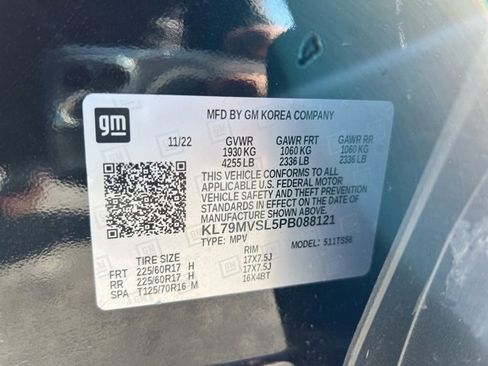 gm
MFD BY GM KOREA COMPANY
11/22 GVWR GAWR FRT GAWR RR
1930 KG 1060 KG 1060 KG
4255 LB 2336 LB 2336 LB
THIS VEHICLE CONFORMS TO ALL
APPLICABLE U.S. FEDERAL MOTOR
VEHICLE SAFETY AND THEFT PREVENTION
STANDARDS IN EFFECT ON THE DATE OF
MANUFACTURE SHOWN ABOVE.
KL79MVSL5PB088121
TYPE: MPV 511TS56
TIRE SIZE RIM
FRT 225/60R17 H 17X7.5J
RR 225/60R17 H 17X7.5J
SPA T125/70R16 M 16X4BT